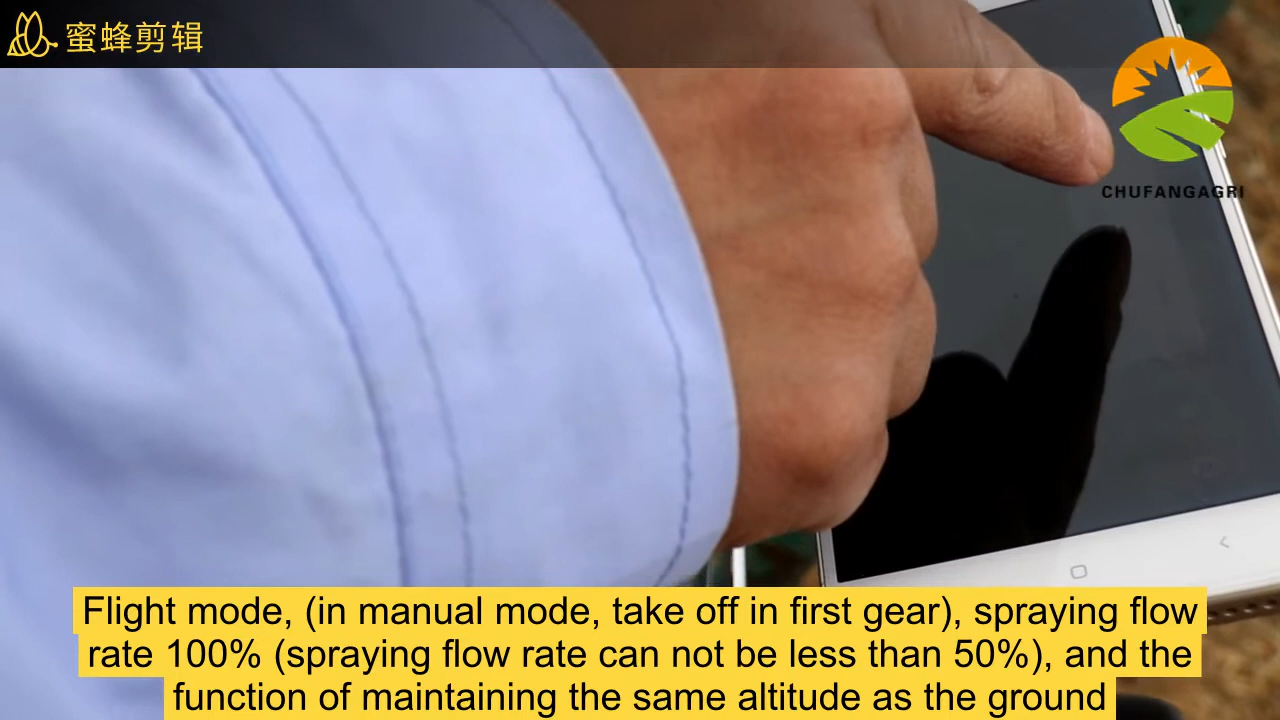 蜜蜂剪辑
CHUFANGAGRI
Flight mode, (in manual mode, take off in first gear), spraying flow
rate 100% (spraying flow rate can not be less than 50%), and the
function of maintaining the same altitude as the ground